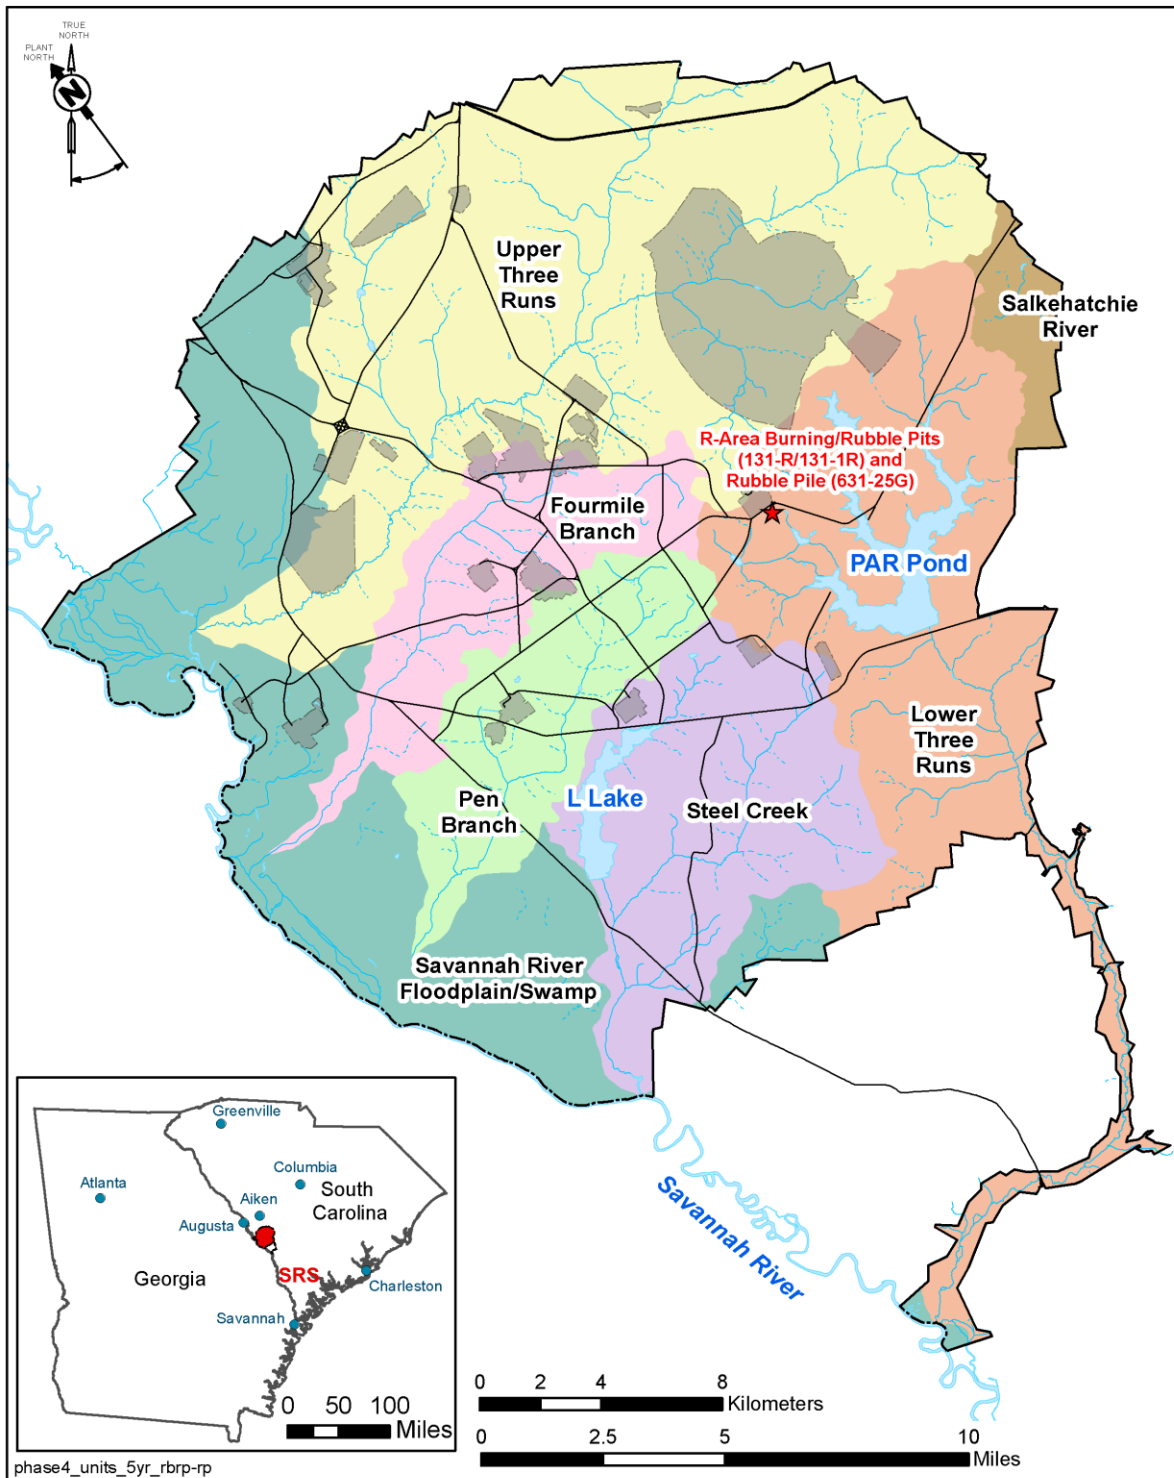 TRUE
NORTH
PLANT
NORTH
N
Upper
Three
Runs
Salkehatchie
River
R-Area Burning/Rubble Pits
(131-R/131-1R) and
Rubble Pile (631-25G)
Fourmile
Branch
PAR Pond
Lower
Three
Runs
Pen
Branch
L Lake
Steel Creek
Savannah River
Floodplain/Swamp
Savannah River
Greenville
Atlanta
Columbia
Aiken
South
Carolina
Augusta
Georgia
SRS
Charleston
Savannah
0 50 100
Miles
0 2 4 8
Kilometers
0 2.5 5 10
Miles
phase4_units_5yr_rbrp-rp